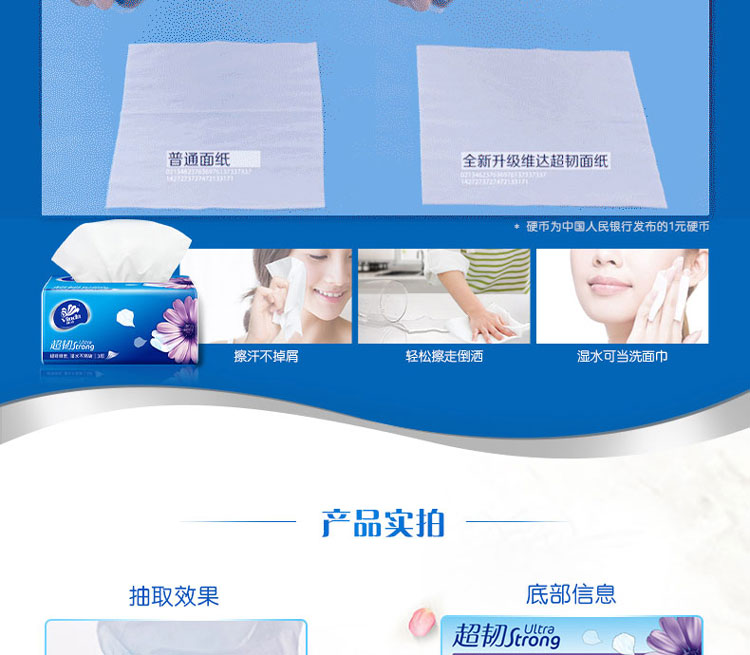 普通面纸
全新升级维达超韧面纸
* 硬币为中国人民银行发布的1元硬币
Vinda
超韧 Ultra Strong
擦汗不掉屑
轻松擦走倒洒
湿水可当洗面巾
产品实拍
抽取效果
底部信息
超韧 Ultra Strong